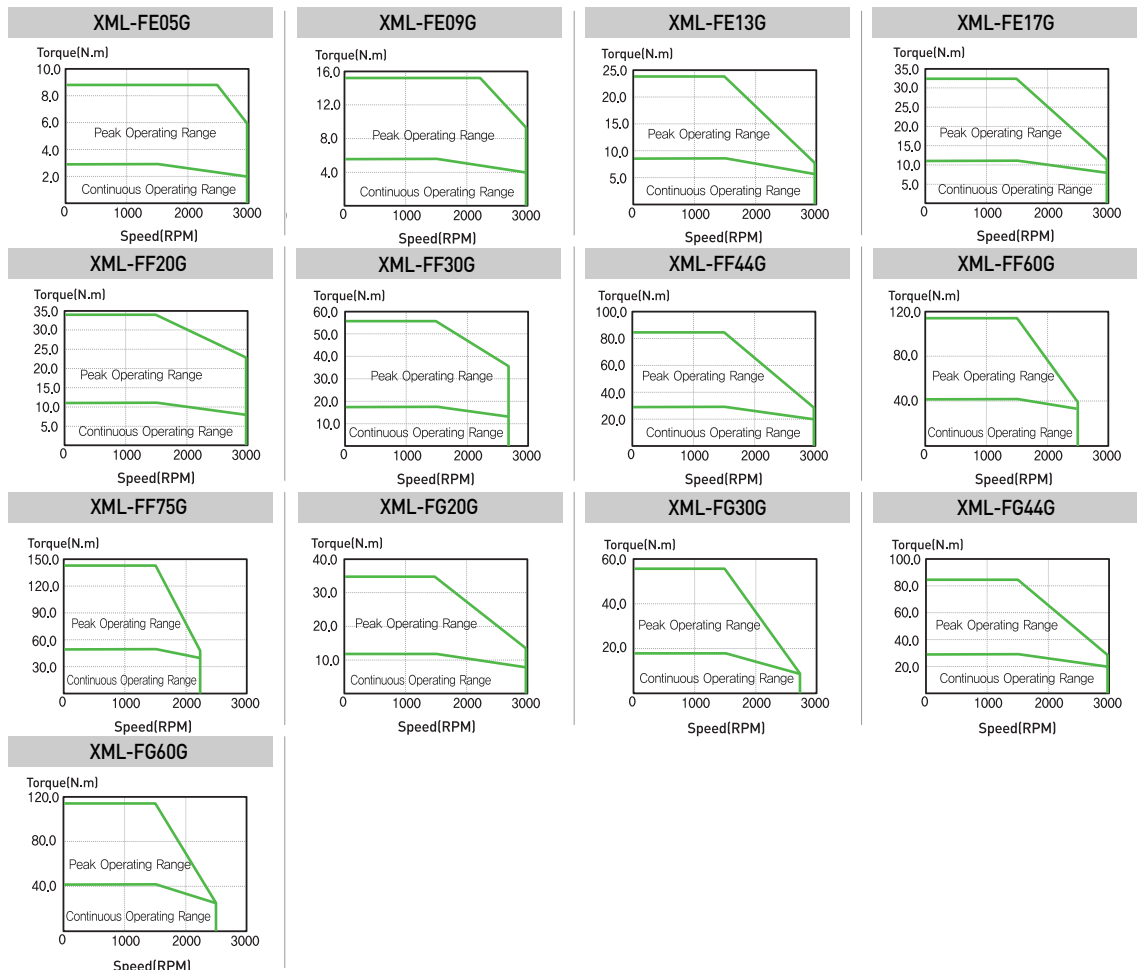 XML-FE05G
Torque(N.m)
10.0
8.0
6.0
4.0
2.0
Peak Operating Range
Continuous Operating Range
0 1000 2000 3000
Speed(RPM)
XML-FE09G
Torque(N.m)
16.0
12.0
8.0
4.0
Peak Operating Range
Continuous Operating Range
0 1000 2000 3000
Speed(RPM)
XML-FE13G
Torque(N.m)
25.0
20.0
15.0
10.0
5.0
Peak Operating Range
Continuous Operating Range
0 1000 2000 3000
Speed(RPM)
XML-FE17G
Torque(N.m)
35.0
30.0
25.0
20.0
15.0
10.0
5.0
Peak Operating Range
Continuous Operating Range
0 1000 2000 3000
Speed(RPM)
XML-FF20G
Torque(N.m)
35.0
30.0
25.0
20.0
15.0
10.0
5.0
Peak Operating Range
Continuous Operating Range
0 1000 2000 3000
Speed(RPM)
XML-FF30G
Torque(N.m)
60.0
50.0
40.0
30.0
20.0
10.0
Peak Operating Range
Continuous Operating Range
0 1000 2000 3000
Speed(RPM)
XML-FF44G
Torque(N.m)
100.0
80.0
60.0
40.0
20.0
Peak Operating Range
Continuous Operating Range
0 1000 2000 3000
Speed(RPM)
XML-FF60G
Torque(N.m)
120.0
80.0
40.0
Peak Operating Range
Continuous Operating Range
0 1000 2000 3000
Speed(RPM)
XML-FF75G
Torque(N.m)
150.0
120.0
90.0
60.0
30.0
Peak Operating Range
Continuous Operating Range
0 1000 2000 3000
Speed(RPM)
XML-FG20G
Torque(N.m)
40.0
30.0
20.0
10.0
Peak Operating Range
Continuous Operating Range
0 1000 2000 3000
Speed(RPM)
XML-FG30G
Torque(N.m)
60.0
40.0
20.0
Peak Operating Range
Continuous Operating Range
0 1000 2000 3000
Speed(RPM)
XML-FG44G
Torque(N.m)
100.0
80.0
60.0
40.0
20.0
Peak Operating Range
Continuous Operating Range
0 1000 2000 3000
Speed(RPM)
XML-FG60G
Torque(N.m)
120.0
80.0
40.0
Peak Operating Range
Continuous Operating Range
0 1000 2000 3000
Speed(RPM)